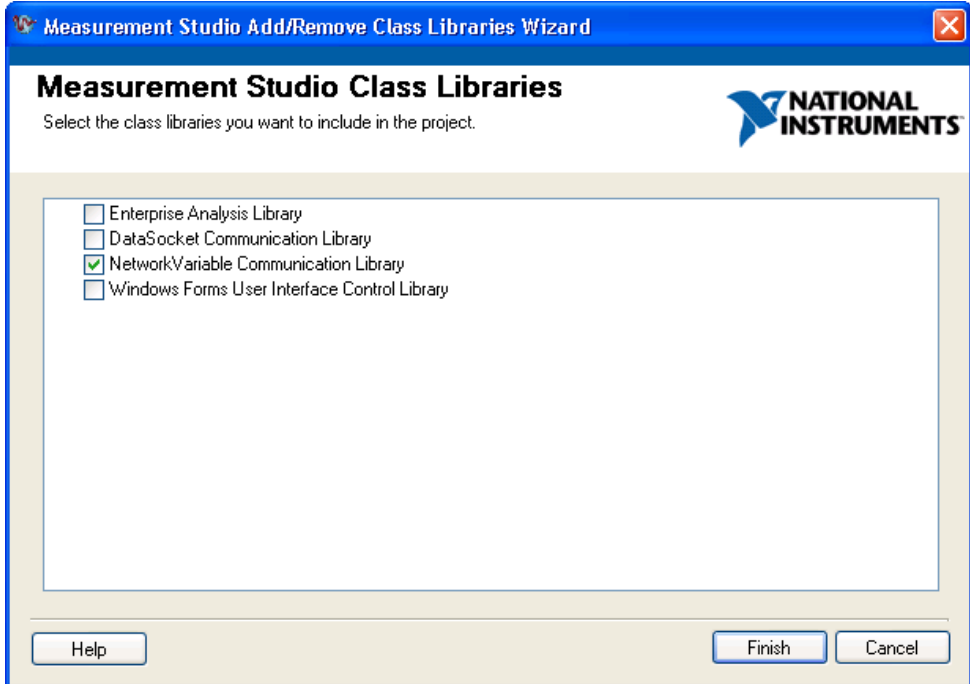 Measurement Studio Add/Remove Class Libraries Wizard
Measurement Studio Class Libraries
Select the class libraries you want to include in the project.
NATIONAL
INSTRUMENTS
Enterprise Analysis Library
DataSocket Communication Library
NetworkVariable Communication Library
Windows Forms User Interface Control Library
Help
Finish
Cancel